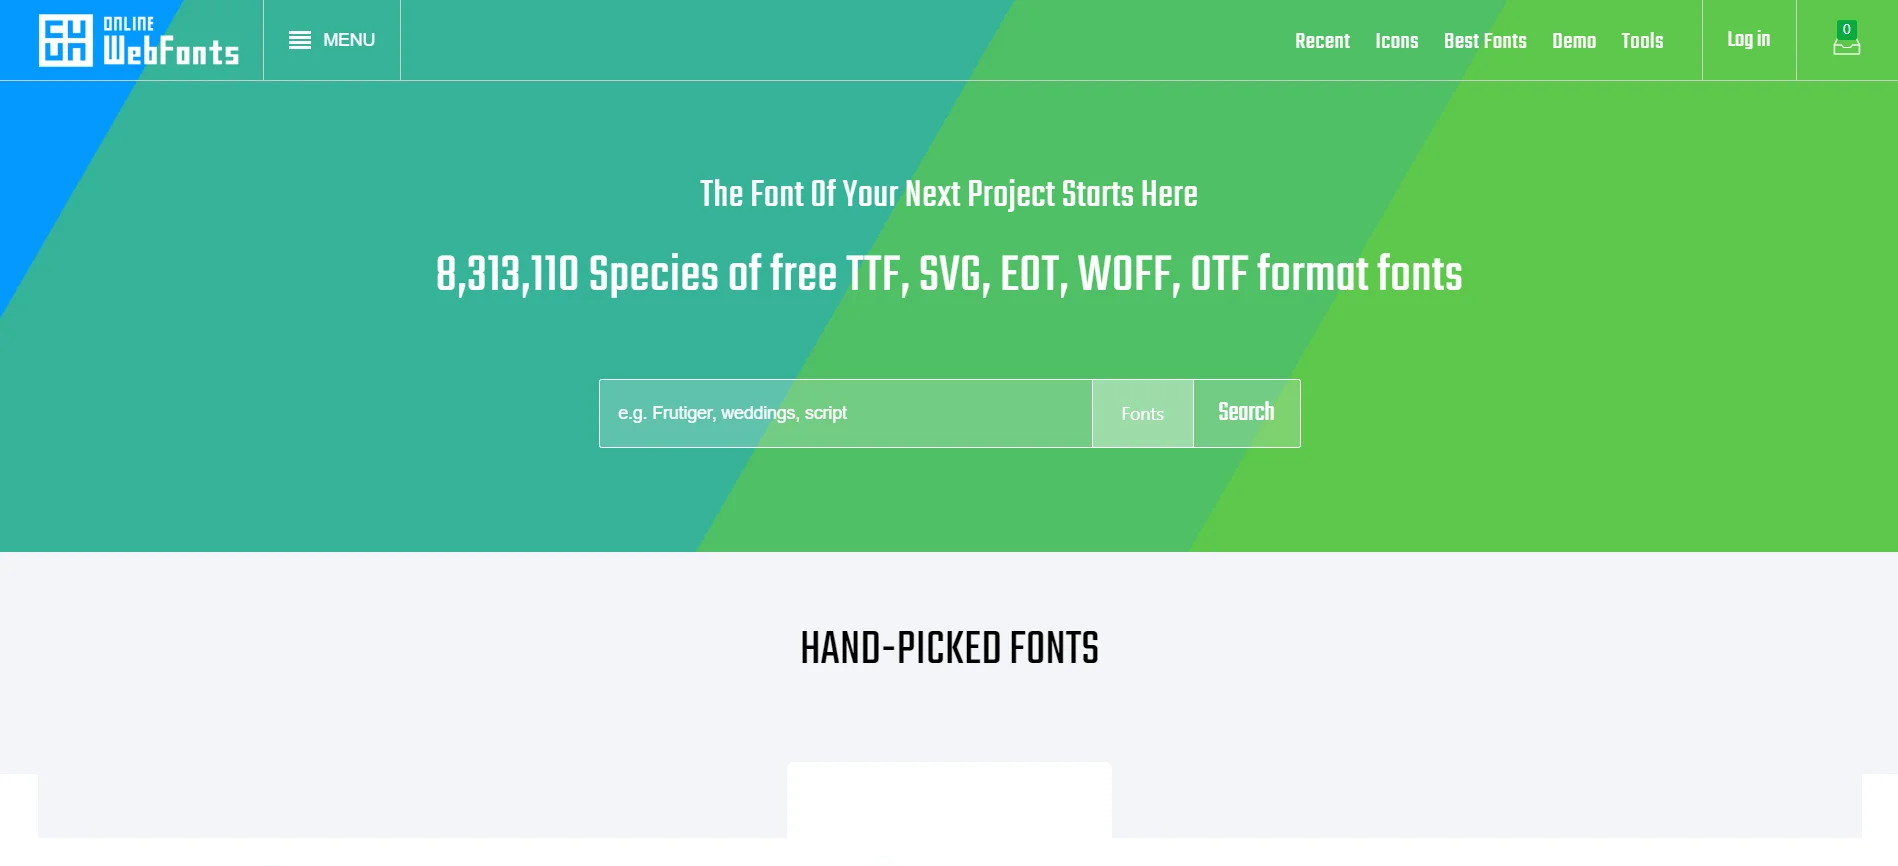 ONLINE
WebFonts
MENU
Recent Icons Best Fonts Demo Tools
Log in
0
The Font Of Your Next Project Starts Here
8,313,110 Species of free TTF, SVG, EOT, WOFF, OTF format fonts
e.g. Frutiger, weddings, script
Fonts
Search
HAND-PICKED FONTS